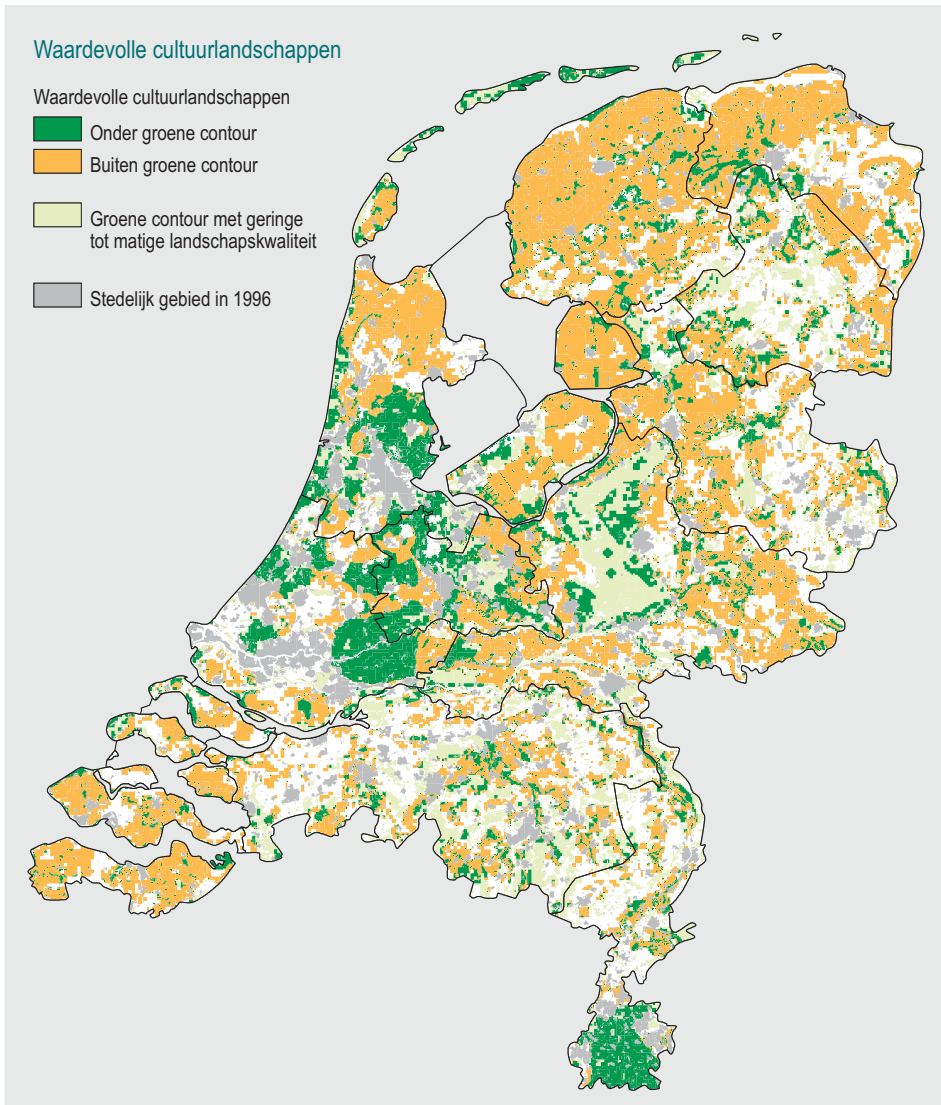 Waardevolle cultuurlandschappen
Waardevolle cultuurlandschappen
Onder groene contour
Buiten groene contour
Groene contour met geringe
tot matige landschapskwaliteit
Stedelijk gebied in 1996